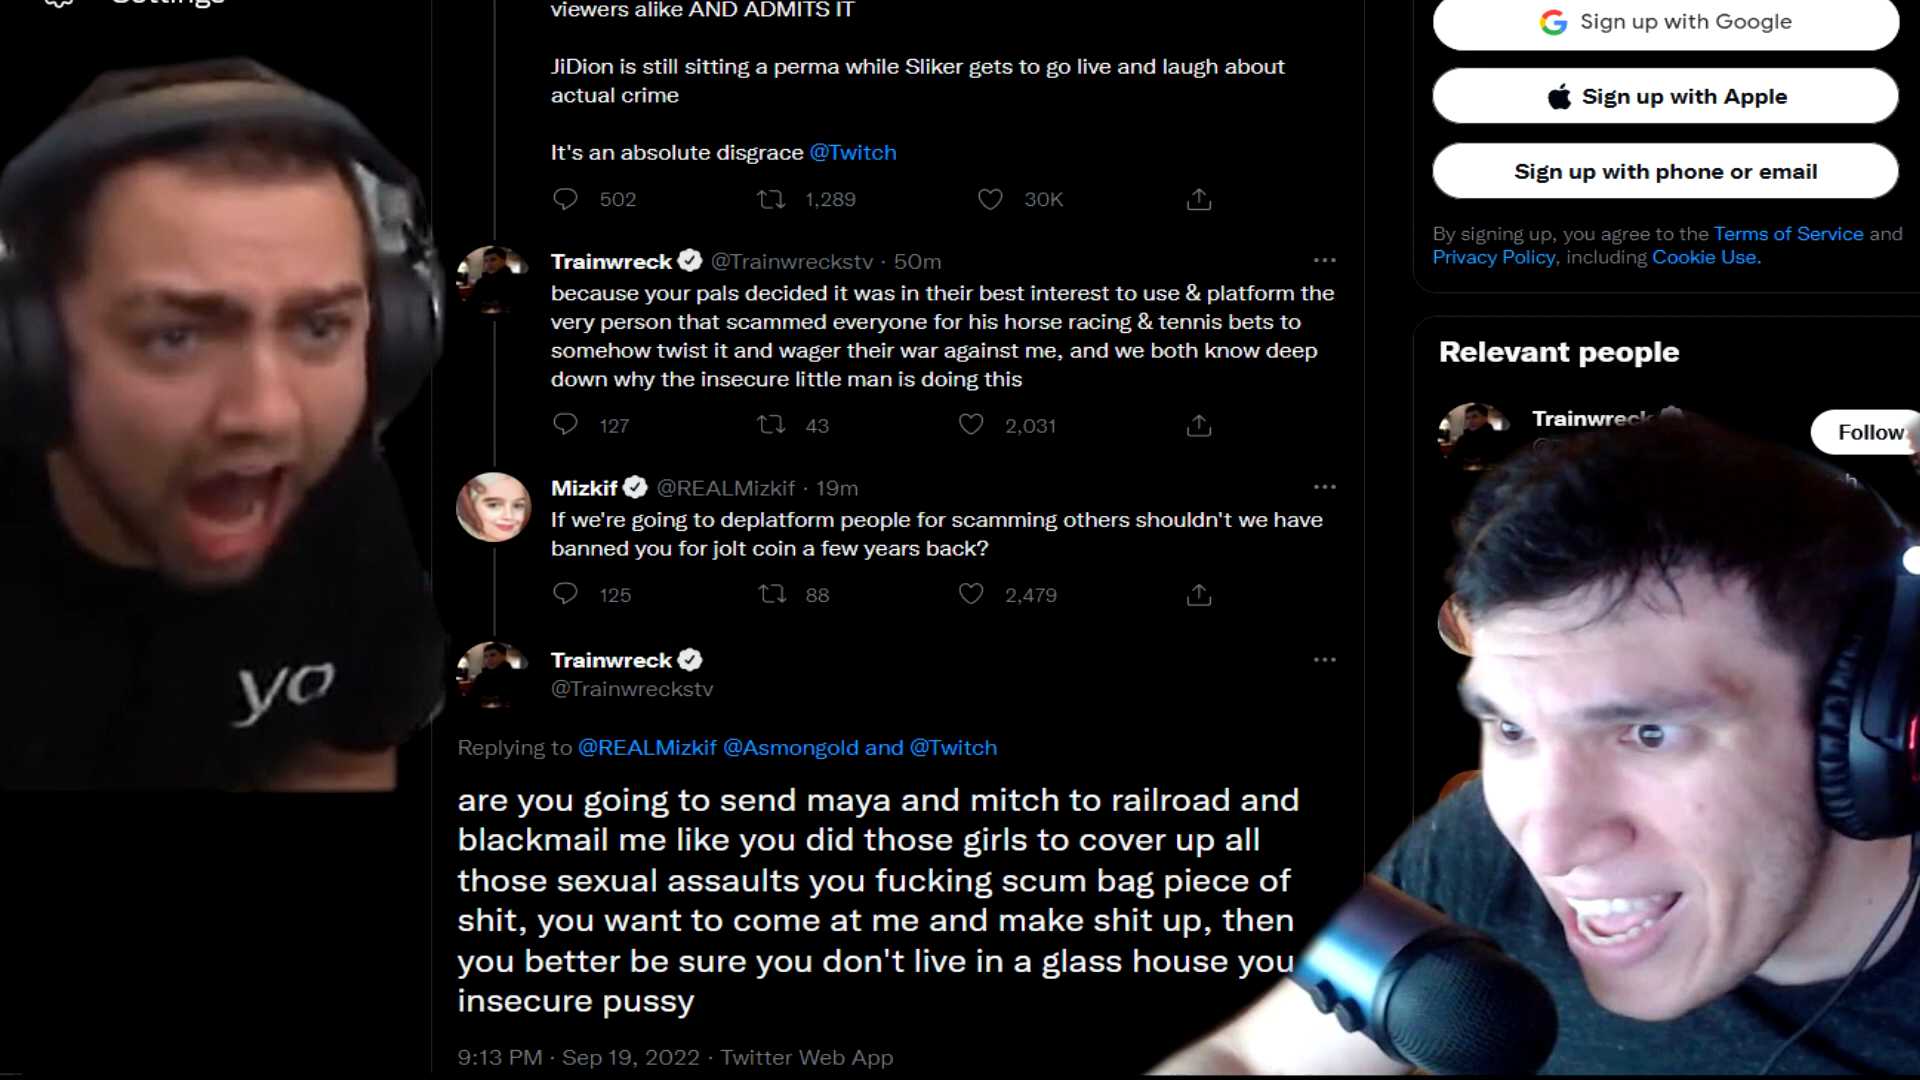 Settings
viewers alike AND ADMITS IT
JiDion is still sitting a perma while Sliker gets to go live and laugh about
actual crime
It's an absolute disgrace @Twitch
502 1,289 30K
Trainwreck @Trainwreckstv · 50m
because your pals decided it was in their best interest to use & platform the
very person that scammed everyone for his horse racing & tennis bets to
somehow twist it and wager their war against me, and we both know deep
down why the insecure little man is doing this
127 43 2,031
Mizkif @REALMizkif · 19m
If we're going to deplatform people for scamming others shouldn't we have
banned you for jolt coin a few years back?
125 88 2,479
Trainwreck
@Trainwreckstv
Replying to @REALMizkif @Asmongold and @Twitch
are you going to send maya and mitch to railroad and
blackmail me like you did those girls to cover up all
those sexual assaults you fucking scum bag piece of
shit, you want to come at me and make shit up, then
you better be sure you don't live in a glass house you
insecure pussy
9:13 PM · Sep 19, 2022 · Twitter Web App
Sign up with Google
Sign up with Apple
Sign up with phone or email
By signing up, you agree to the Terms of Service and
Privacy Policy, including Cookie Use.
Relevant people
Trainwreck
Follow
yo